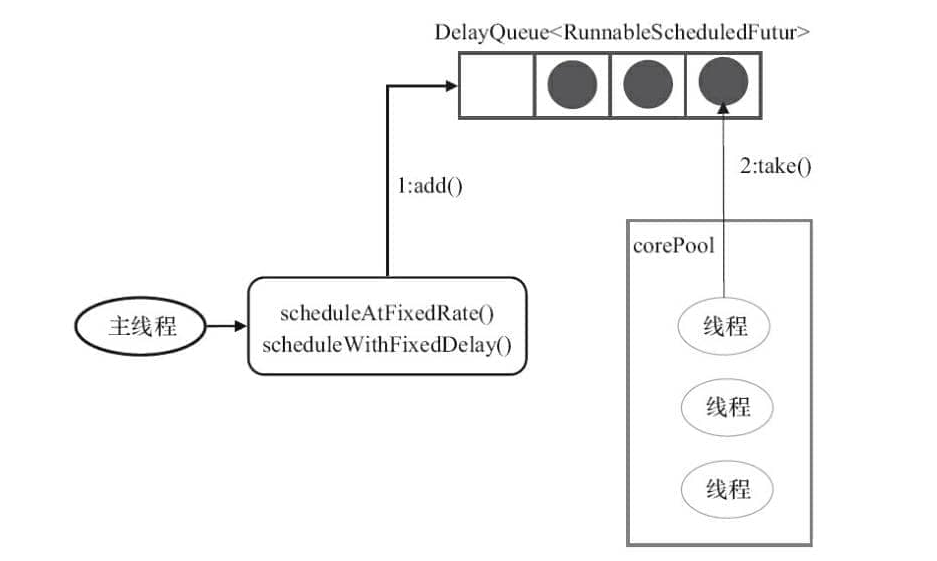 DelayQueue<RunnableScheduledFutur>
1:add()
2:take()
corePool
scheduleAtFixedRate()
scheduleWithFixedDelay()
主线程
线程
线程
线程